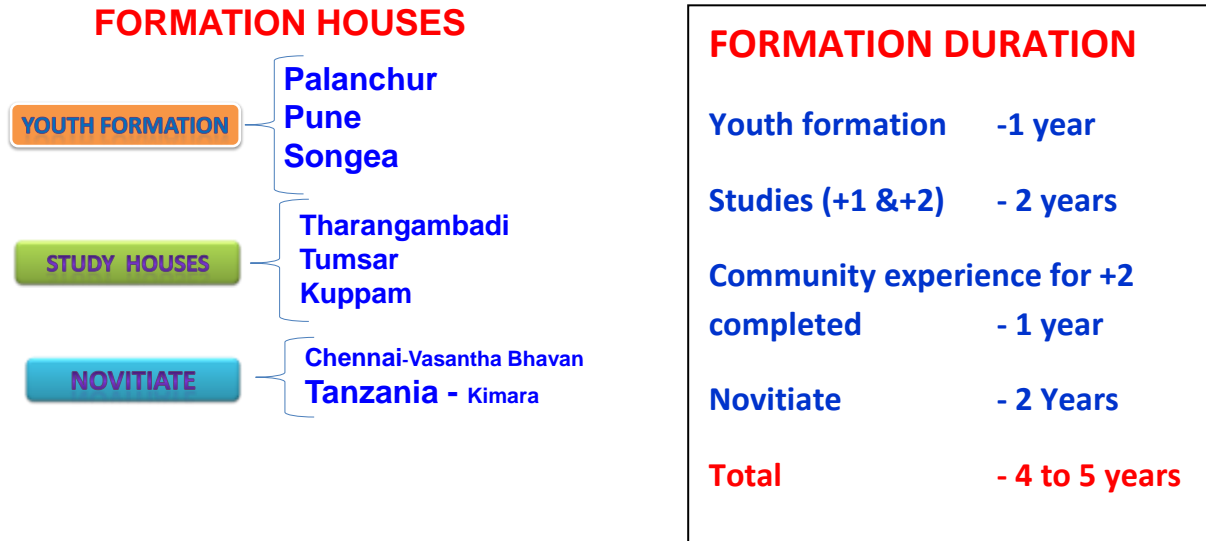 FORMATION HOUSES
YOUTH FORMATION
Palanchur
Pune
Songea
STUDY HOUSES
Tharangambadi
Tumsar
Kuppam
NOVITIATE
Chennai-Vasantha Bhavan
Tanzania - Kimara
FORMATION DURATION
Youth formation -1 year
Studies (+1 &+2) - 2 years
Community experience for +2
completed - 1 year
Novitiate - 2 Years
Total - 4 to 5 years